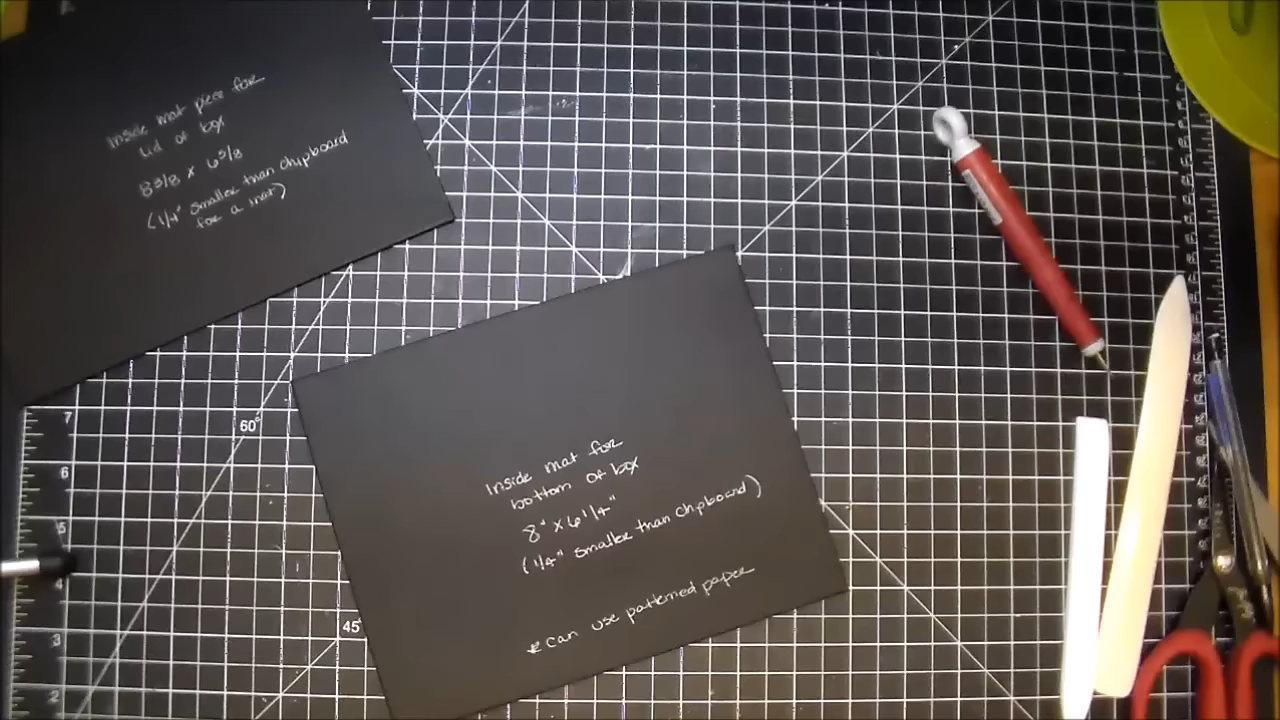 Inside mat piece for
lid of box
8 3/8 x 6 5/8
(1/4" smaller than chipboard
for a mat)
Inside mat for
bottom of box
8" x 6 1/4"
(1/4" smaller than chipboard)
*can use patterned paper
60°
45°
7
6
5
4
3
2